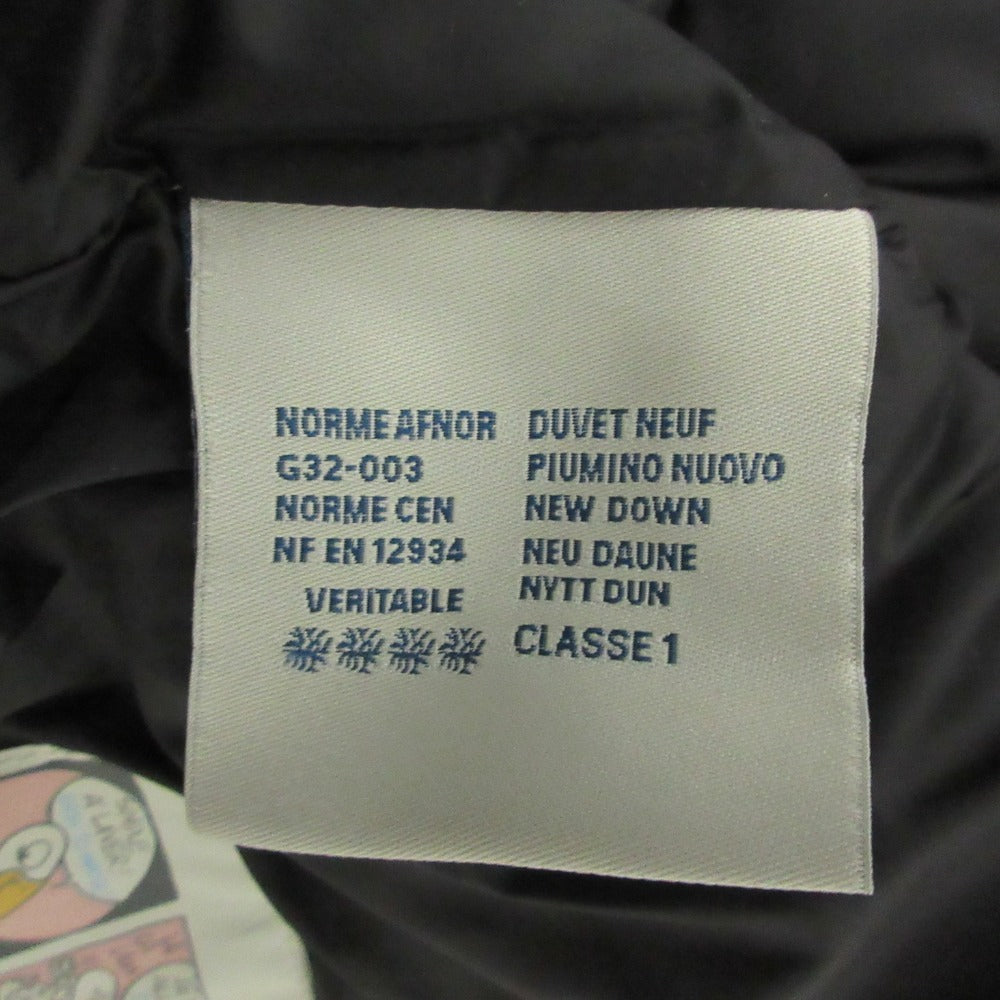 NORME AFNOR
G32-003
NORME CEN
NF EN 12934
VERITABLE
DUVET NEUF
PIUMINO NUOVO
NEW DOWN
NEU DAUNE
NYTT DUN
CLASSE 1